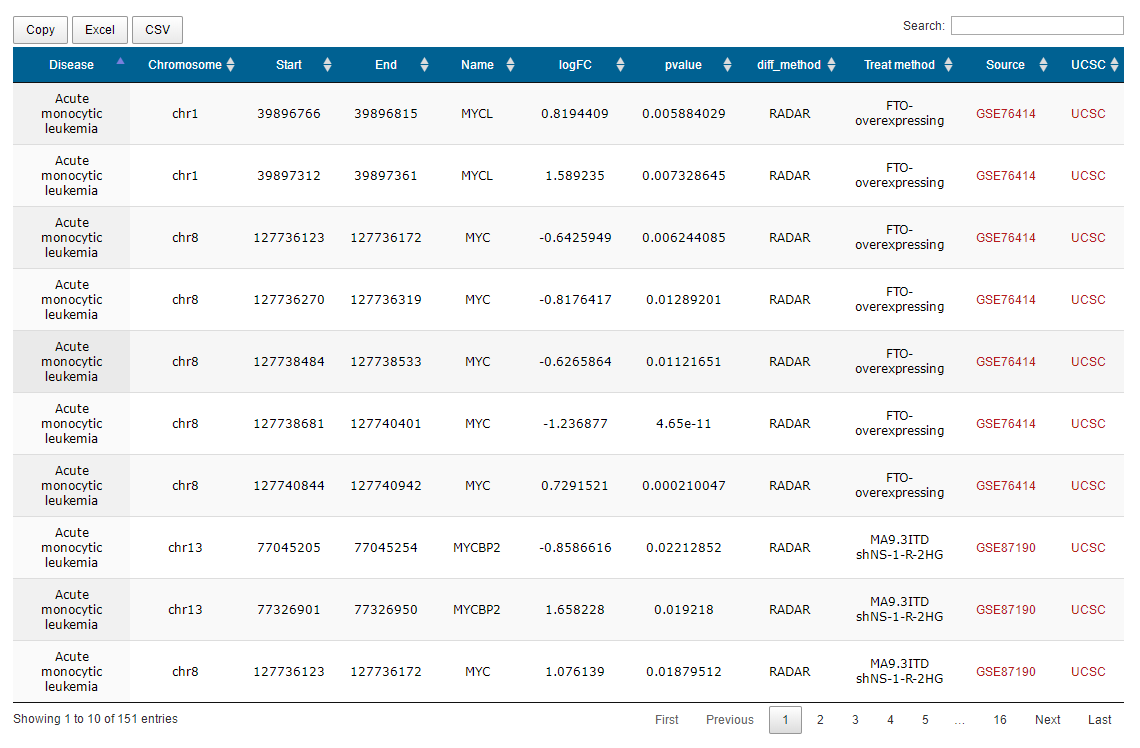 Copy Excel CSV Search:
Disease Chromosome Start End Name logFC pvalue diff_method Treat method Source UCSC
Acute
monocytic
leukemia chr1 39896766 39896815 MYCL 0.8194409 0.005884029 RADAR FTO-
overexpressing GSE76414 UCSC
Acute
monocytic
leukemia chr1 39897312 39897361 MYCL 1.589235 0.007328645 RADAR FTO-
overexpressing GSE76414 UCSC
Acute
monocytic
leukemia chr8 127736123 127736172 MYC -0.6425949 0.006244085 RADAR FTO-
overexpressing GSE76414 UCSC
Acute
monocytic
leukemia chr8 127736270 127736319 MYC -0.8176417 0.01289201 RADAR FTO-
overexpressing GSE76414 UCSC
Acute
monocytic
leukemia chr8 127738484 127738533 MYC -0.6265864 0.01121651 RADAR FTO-
overexpressing GSE76414 UCSC
Acute
monocytic
leukemia chr8 127738681 127740401 MYC -1.236877 4.65e-11 RADAR FTO-
overexpressing GSE76414 UCSC
Acute
monocytic
leukemia chr8 127740844 127740942 MYC 0.7291521 0.000210047 RADAR FTO-
overexpressing GSE76414 UCSC
Acute
monocytic
leukemia chr13 77045205 77045254 MYCBP2 -0.8586616 0.02212852 RADAR MA9.3ITD
shNS-1-R-2HG GSE87190 UCSC
Acute
monocytic
leukemia chr13 77326901 77326950 MYCBP2 1.658228 0.019218 RADAR MA9.3ITD
shNS-1-R-2HG GSE87190 UCSC
Acute
monocytic
leukemia chr8 127736123 127736172 MYC 1.076139 0.01879512 RADAR MA9.3ITD
shNS-1-R-2HG GSE87190 UCSC
Showing 1 to 10 of 151 entries First Previous 1 2 3 4 5 … 16 Next Last